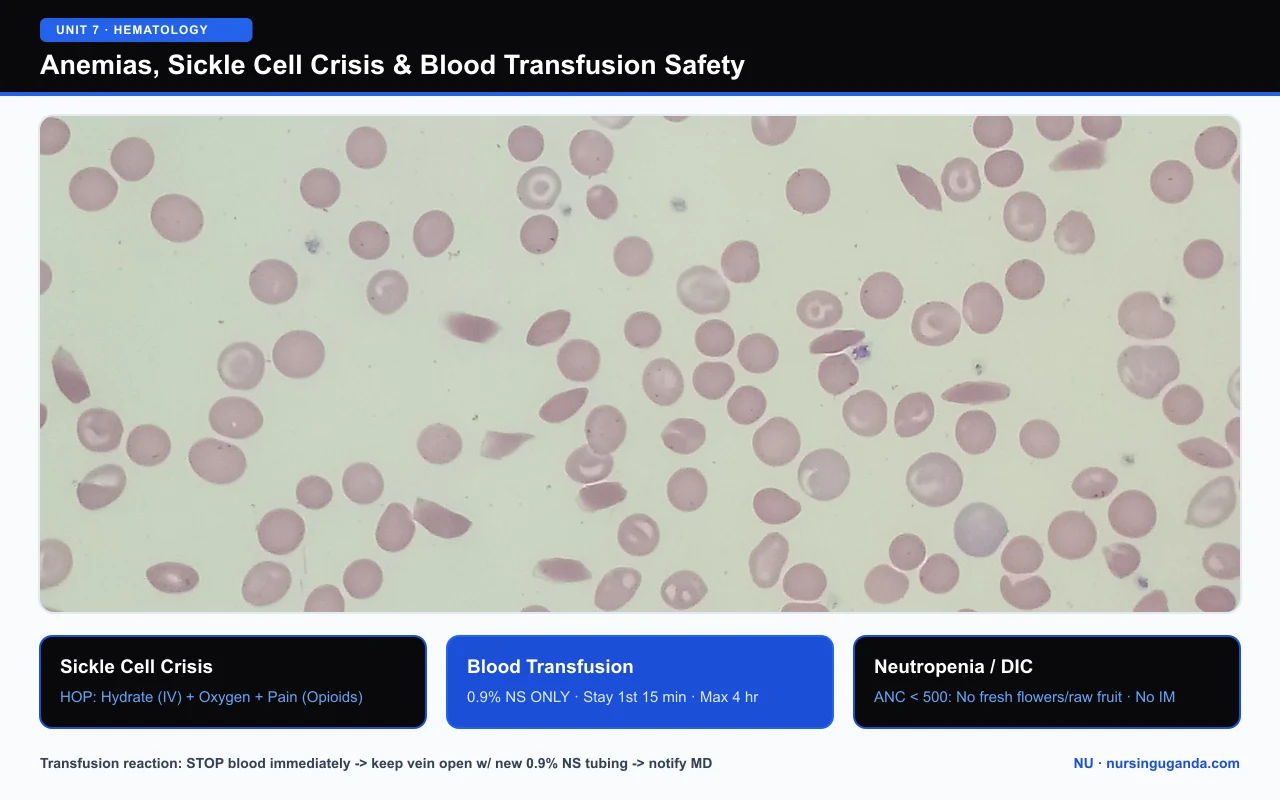 UNIT 7 · HEMATOLOGY
Anemias, Sickle Cell Crisis & Blood Transfusion Safety
Sickle Cell Crisis
HOP: Hydrate (IV) + Oxygen + Pain (Opioids)
Blood Transfusion
0.9% NS ONLY · Stay 1st 15 min · Max 4 hr
Neutropenia / DIC
ANC < 500: No fresh flowers/raw fruit · No IM
Transfusion reaction: STOP blood immediately -> keep vein open w/ new 0.9% NS tubing -> notify MD
NU · nursinguganda.com